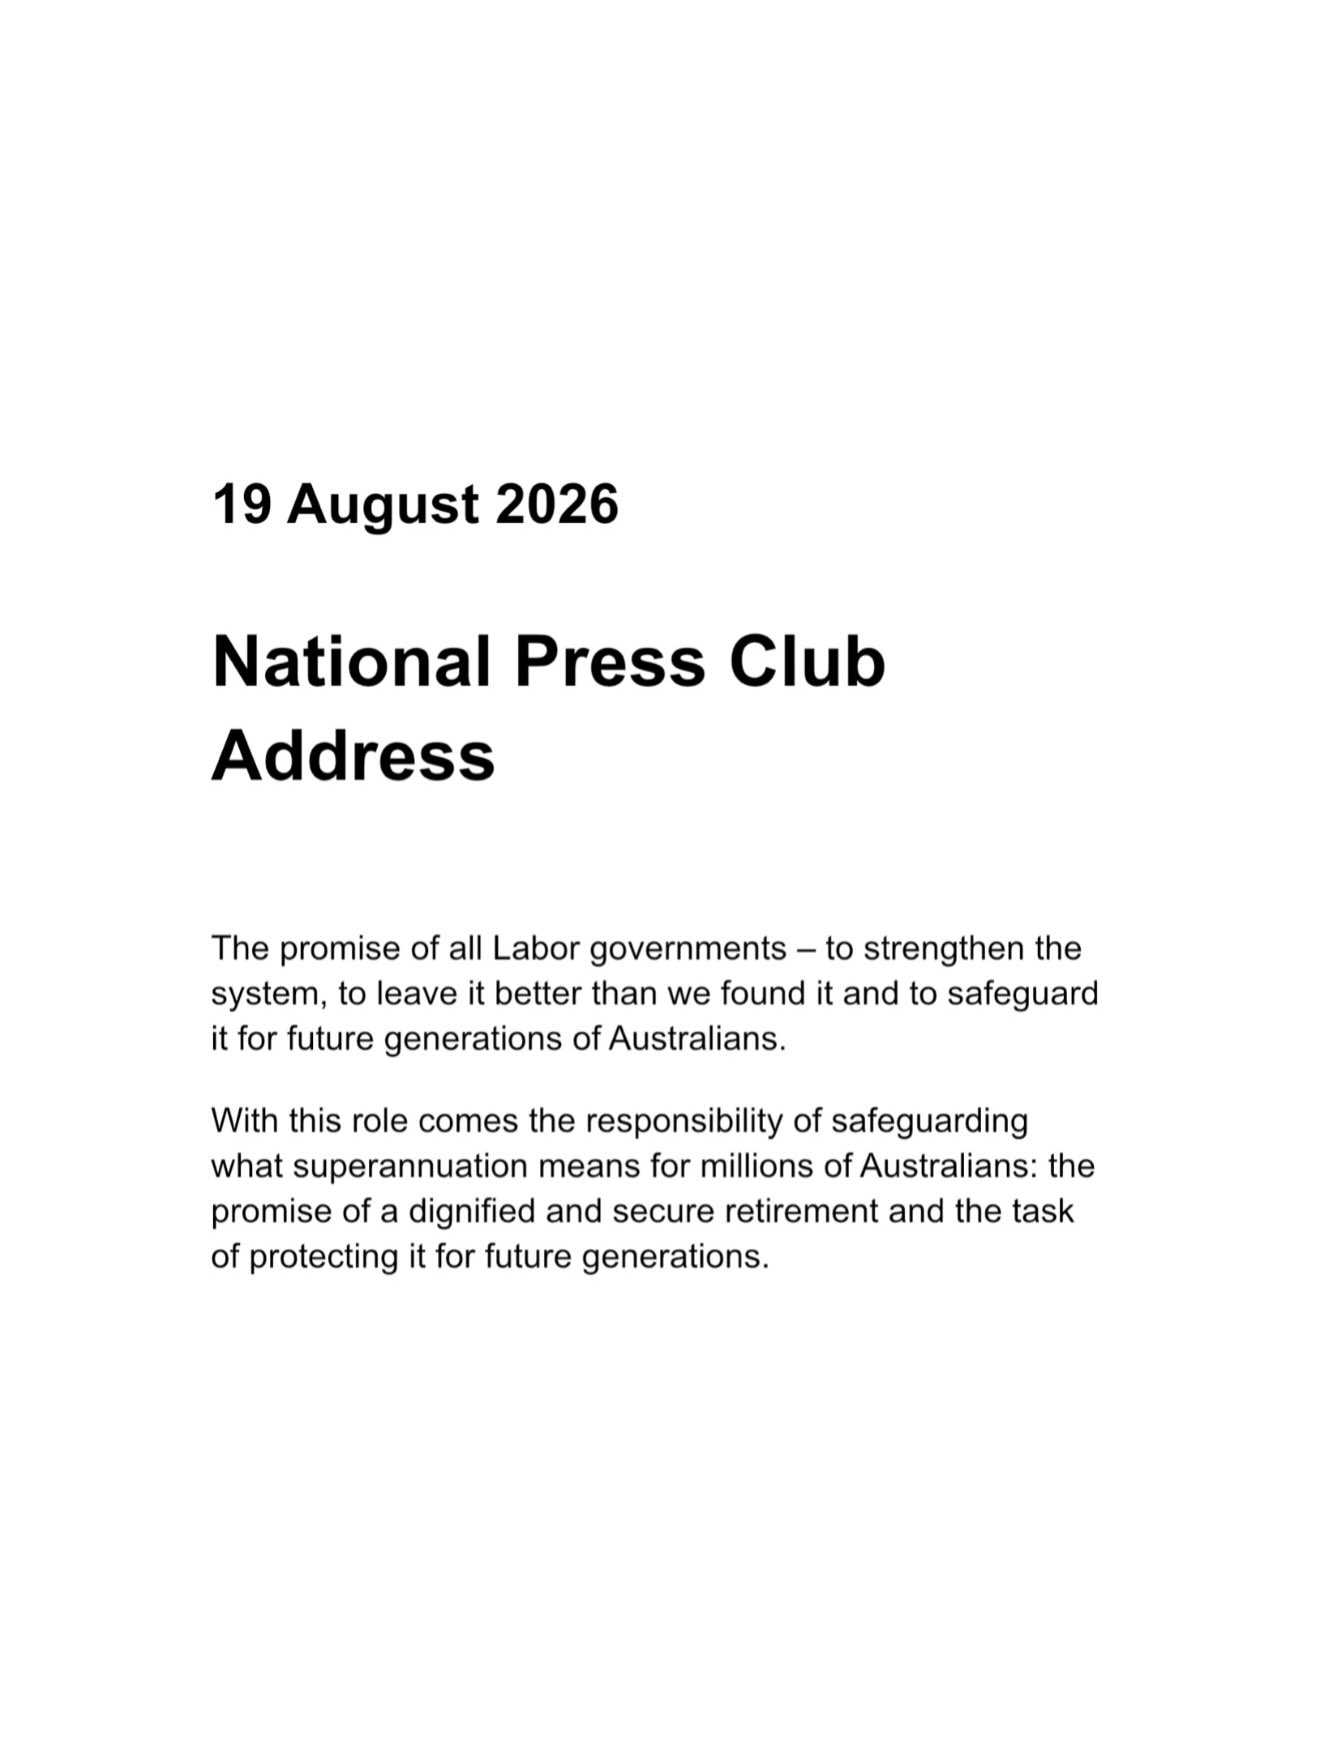 19 August 2026
National Press Club
Address
The promise of all Labor governments – to strengthen the
system, to leave it better than we found it and to safeguard
it for future generations of Australians.
With this role comes the responsibility of safeguarding
what superannuation means for millions of Australians: the
promise of a dignified and secure retirement and the task
of protecting it for future generations.